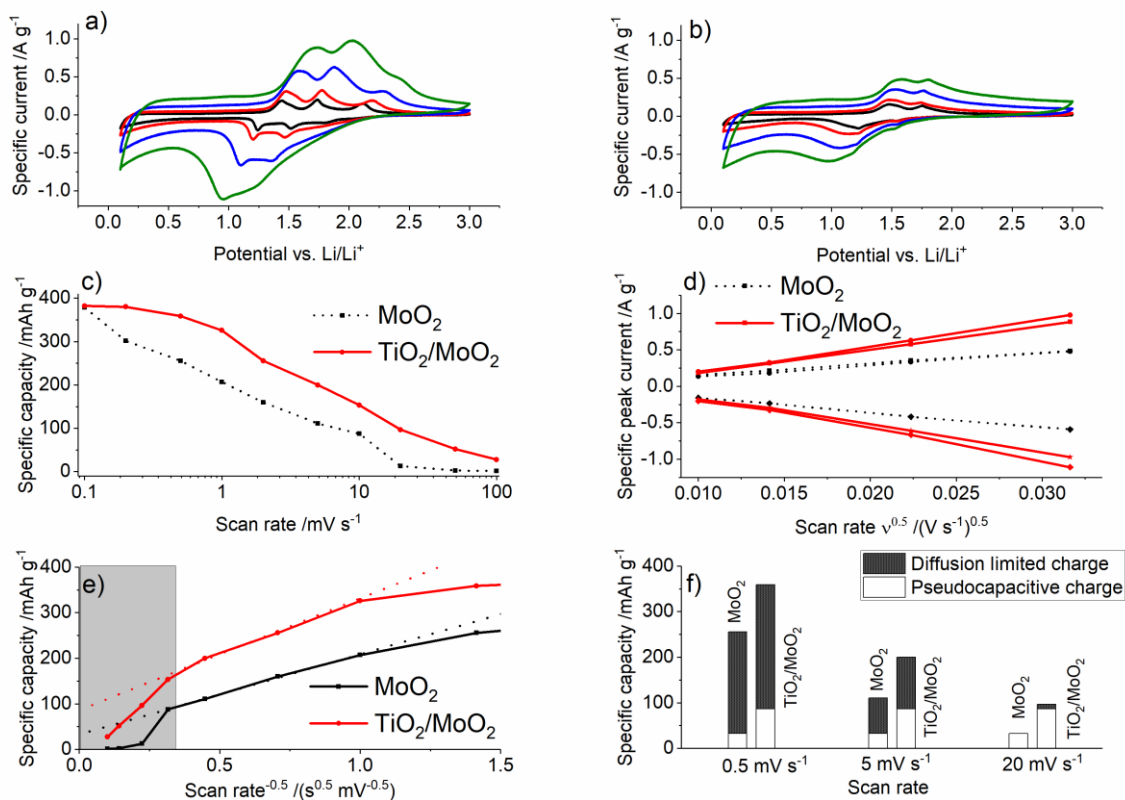 a)
Specific current /A g⁻¹
1.0
0.5
0.0
-0.5
-1.0
0.0 0.5 1.0 1.5 2.0 2.5 3.0
Potential vs. Li/Li⁺
b)
Specific current /A g⁻¹
1.0
0.5
0.0
-0.5
-1.0
0.0 0.5 1.0 1.5 2.0 2.5 3.0
Potential vs. Li/Li⁺
c)
Specific capacity /mAh g⁻¹
400
300
200
100
0
MoO₂
TiO₂/MoO₂
0.1 1 10 100
Scan rate /mV s⁻¹
d)
Specific peak current /A g⁻¹
MoO₂
TiO₂/MoO₂
1.0
0.5
0.0
-0.5
-1.0
0.010 0.015 0.020 0.025 0.030
Scan rate ν⁰·⁵ /(V s⁻¹)⁰·⁵
e)
Specific capacity /mAh g⁻¹
400
300
200
100
0
MoO₂
TiO₂/MoO₂
0.0 0.5 1.0 1.5
Scan rate⁻⁰·⁵ /(s⁰·⁵ mV⁻⁰·⁵)
f)
Specific capacity /mAh g⁻¹
Diffusion limited charge
Pseudocapacitive charge
400
300
200
100
0
MoO₂
TiO₂/MoO₂
MoO₂
TiO₂/MoO₂
MoO₂
TiO₂/MoO₂
0.5 mV s⁻¹ 5 mV s⁻¹ 20 mV s⁻¹
Scan rate